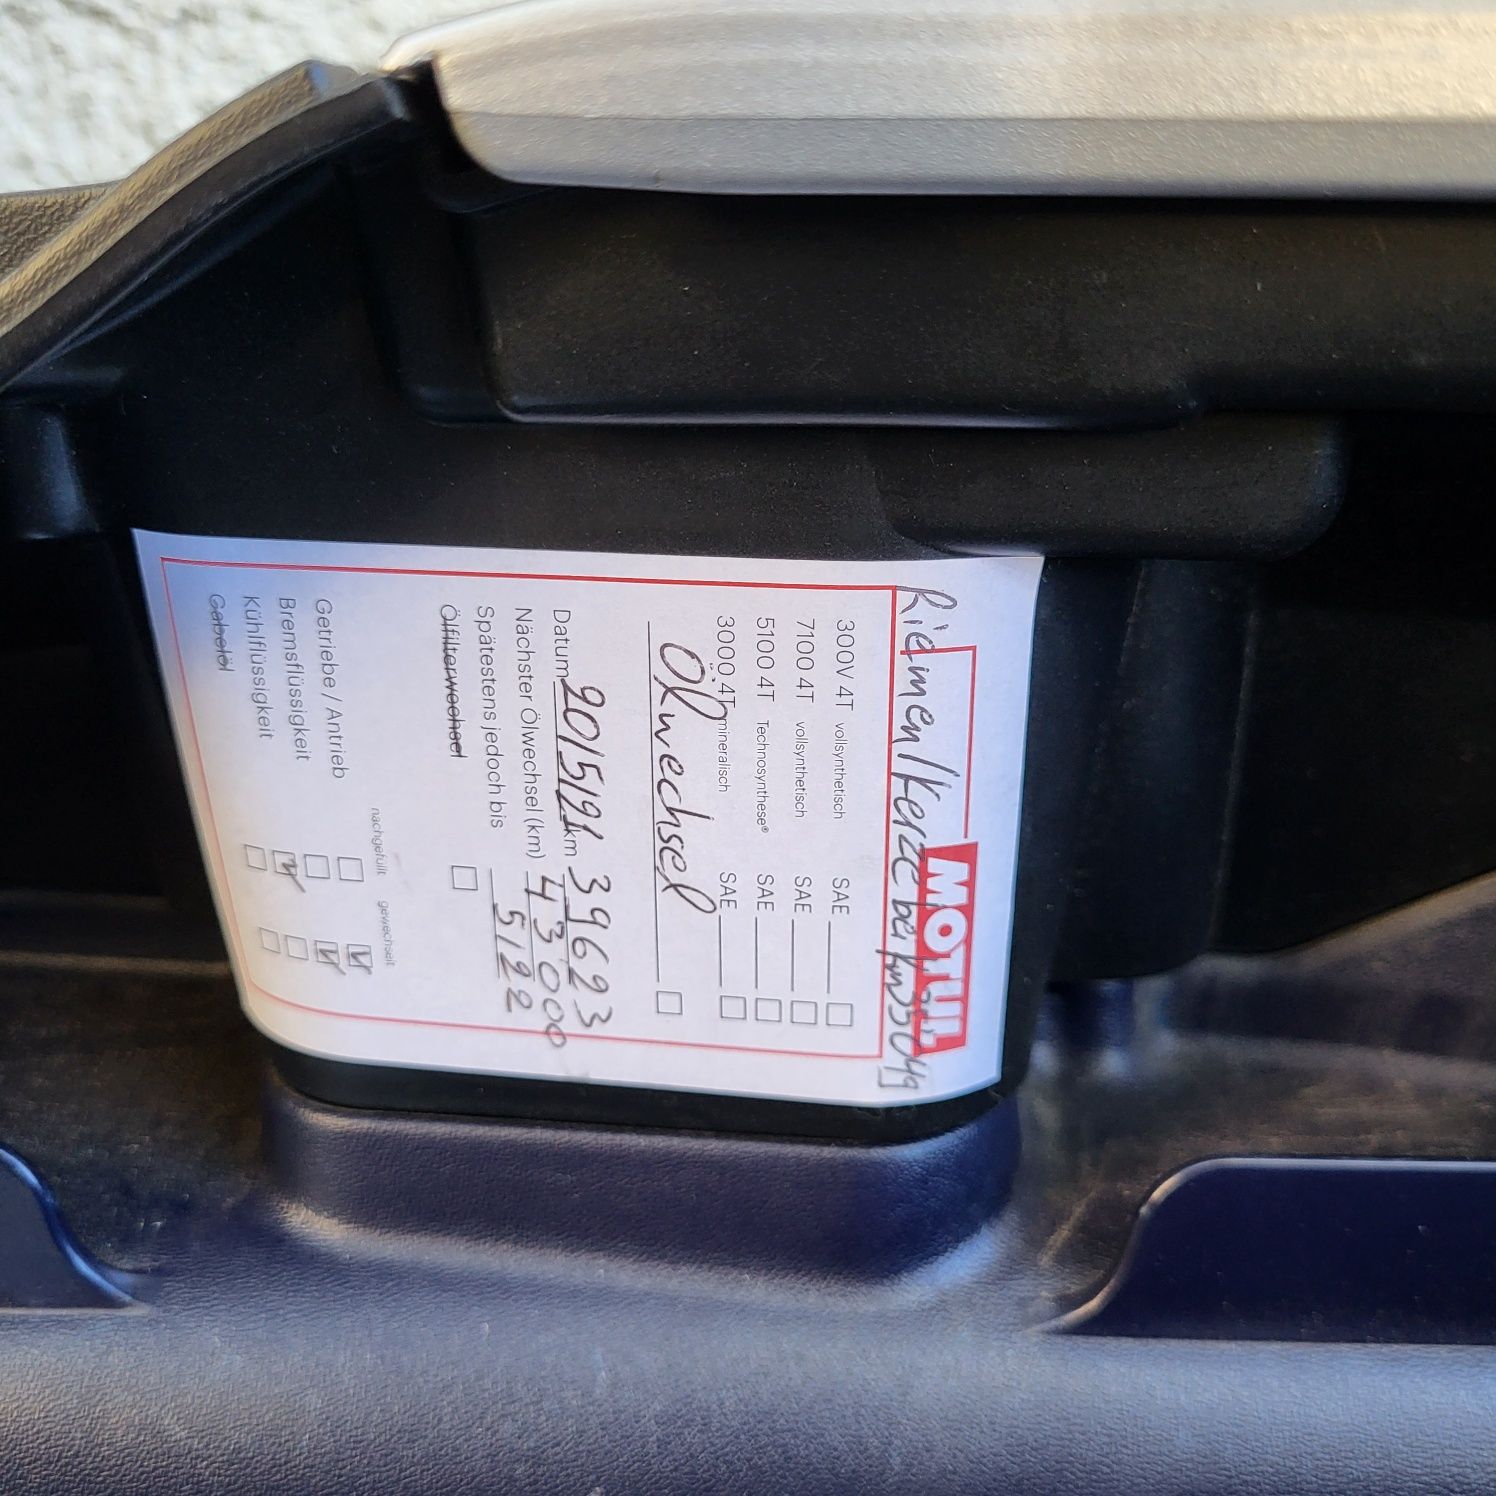 Riemen/Kerze bei km 35049
MOTUL
300V 4T vollsynthetisch SAE
7100 4T vollsynthetisch SAE
5100 4T Technosynthese® SAE
3000 4T mineralisch SAE
Ölwechsel
Datum 20/5/21 km 39623
Nächster Ölwechsel (km) 43000
Spätestens jedoch bis 5/22
Ölfilterwechsel
nachgefüllt gewechselt
Getriebe / Antrieb
Bremsflüssigkeit
Kühlflüssigkeit
Gabelöl